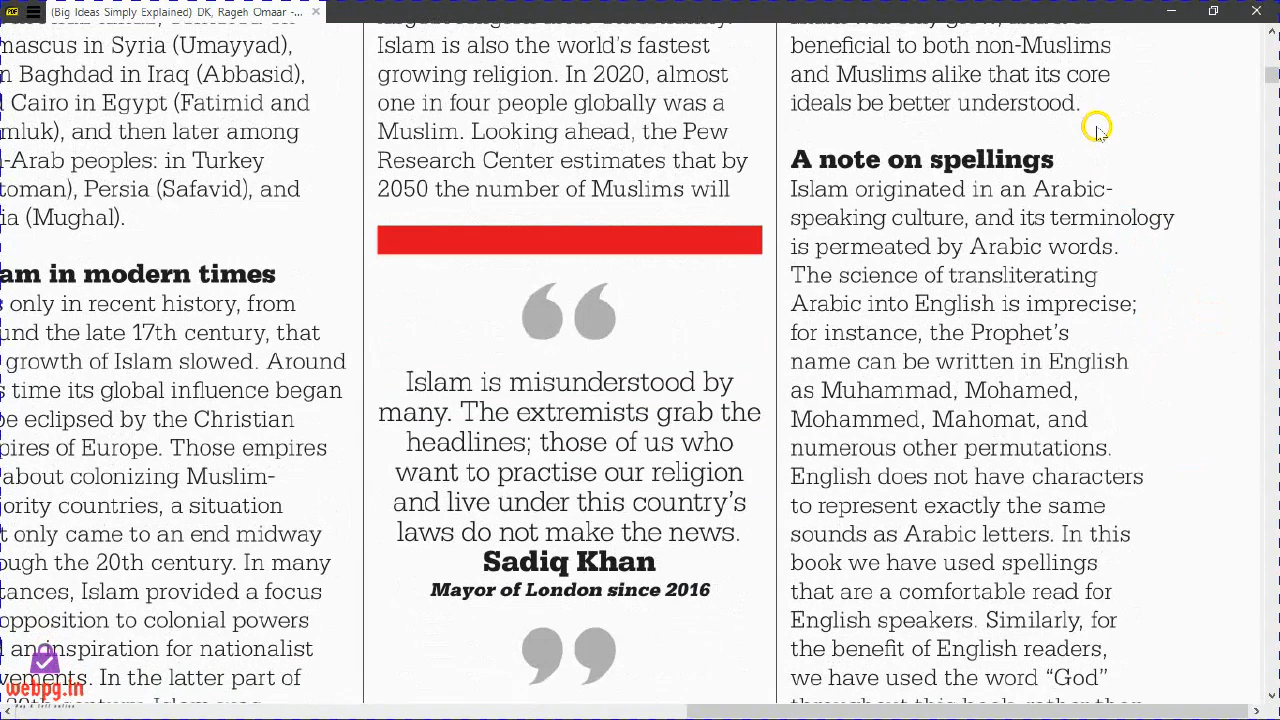 (Big Ideas Simply Explained) DK, Rageh Omaar -...
mascus in Syria (Umayyad),
Baghdad in Iraq (Abbasid),
Cairo in Egypt (Fatimid and
mluk), and then later among
-Arab peoples: in Turkey
toman), Persia (Safavid), and
ia (Mughal).
am in modern times
only in recent history, from
und the late 17th century, that
growth of Islam slowed. Around
time its global influence began
be eclipsed by the Christian
pires of Europe. Those empires
about colonizing Muslim-
ority countries, a situation
t only came to an end midway
ough the 20th century. In many
tances, Islam provided a focus
opposition to colonial powers
an inspiration for nationalist
vements. In the latter part of
Islam is also the world's fastest
growing religion. In 2020, almost
one in four people globally was a
Muslim. Looking ahead, the Pew
Research Center estimates that by
2050 the number of Muslims will
“
Islam is misunderstood by
many. The extremists grab the
headlines; those of us who
want to practise our religion
and live under this country's
laws do not make the news.
Sadiq Khan
Mayor of London since 2016
”
beneficial to both non-Muslims
and Muslims alike that its core
ideals be better understood.
A note on spellings
Islam originated in an Arabic-
speaking culture, and its terminology
is permeated by Arabic words.
The science of transliterating
Arabic into English is imprecise;
for instance, the Prophet's
name can be written in English
as Muhammad, Mohamed,
Mohammed, Mahomat, and
numerous other permutations.
English does not have characters
to represent exactly the same
sounds as Arabic letters. In this
book we have used spellings
that are a comfortable read for
English speakers. Similarly, for
the benefit of English readers,
we have used the word “God”
webpg.in